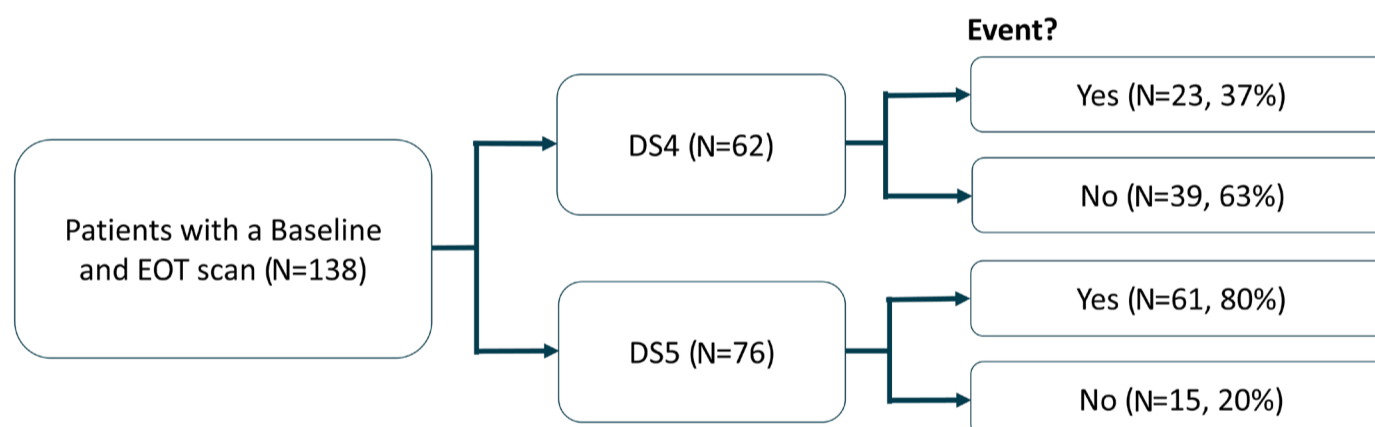 Event?
Yes (N=23, 37%)
DS4 (N=62)
No (N=39, 63%)
Patients with a Baseline
and EOT scan (N=138)
Yes (N=61, 80%)
DS5 (N=76)
No (N=15, 20%)